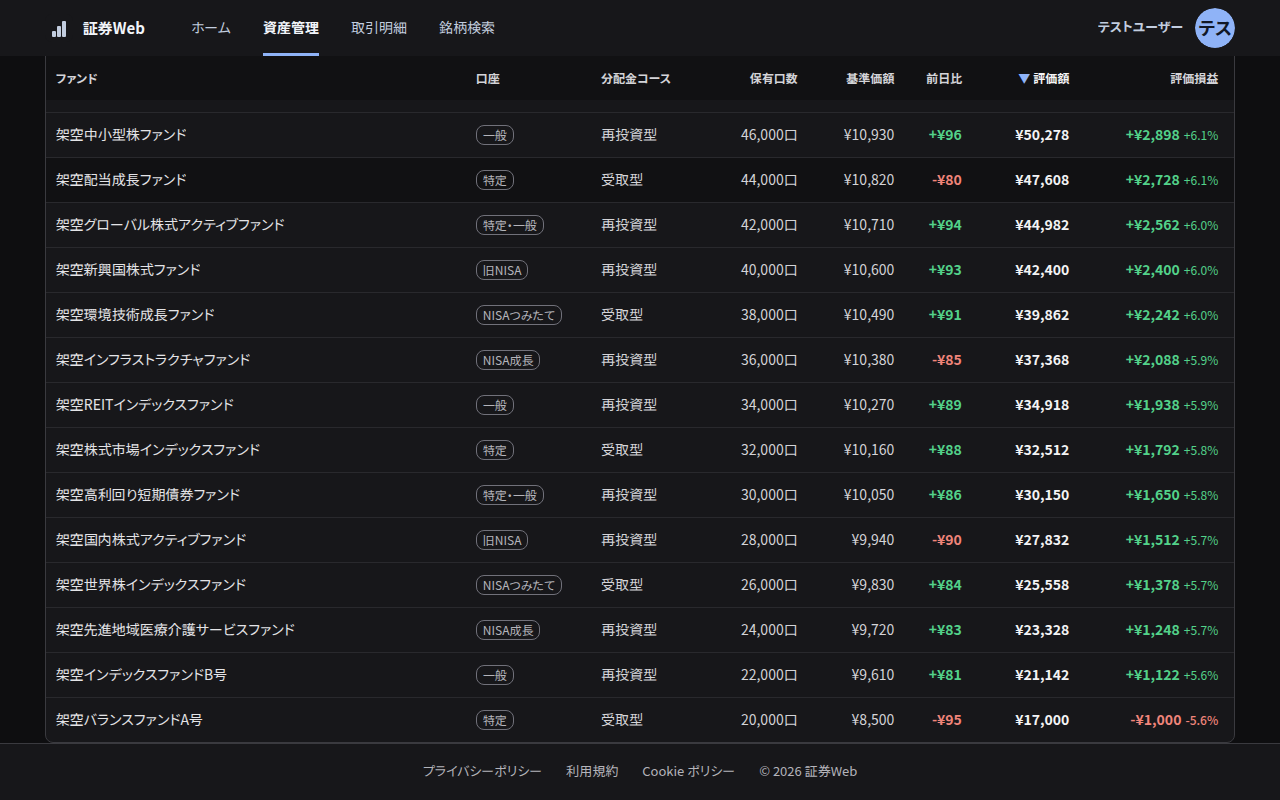 証券Web ホーム 資産管理 取引明細 銘柄検索 テストユーザー テス
ファンド 口座 分配金コース 保有口数 基準価額 前日比 ▼評価額 評価損益
架空中小型株ファンド 一般 再投資型 46,000口 ¥10,930 +¥96 ¥50,278 +¥2,898 +6.1%
架空配当成長ファンド 特定 受取型 44,000口 ¥10,820 -¥80 ¥47,608 +¥2,728 +6.1%
架空グローバル株式アクティブファンド 特定・一般 再投資型 42,000口 ¥10,710 +¥94 ¥44,982 +¥2,562 +6.0%
架空新興国株式ファンド 旧NISA 再投資型 40,000口 ¥10,600 +¥93 ¥42,400 +¥2,400 +6.0%
架空環境技術成長ファンド NISAつみたて 受取型 38,000口 ¥10,490 +¥91 ¥39,862 +¥2,242 +6.0%
架空インフラストラクチャファンド NISA成長 再投資型 36,000口 ¥10,380 -¥85 ¥37,368 +¥2,088 +5.9%
架空REITインデックスファンド 一般 再投資型 34,000口 ¥10,270 +¥89 ¥34,918 +¥1,938 +5.9%
架空株式市場インデックスファンド 特定 受取型 32,000口 ¥10,160 +¥88 ¥32,512 +¥1,792 +5.8%
架空高利回り短期債券ファンド 特定・一般 再投資型 30,000口 ¥10,050 +¥86 ¥30,150 +¥1,650 +5.8%
架空国内株式アクティブファンド 旧NISA 再投資型 28,000口 ¥9,940 -¥90 ¥27,832 +¥1,512 +5.7%
架空世界株インデックスファンド NISAつみたて 受取型 26,000口 ¥9,830 +¥84 ¥25,558 +¥1,378 +5.7%
架空先進地域医療介護サービスファンド NISA成長 再投資型 24,000口 ¥9,720 +¥83 ¥23,328 +¥1,248 +5.7%
架空インデックスファンドB号 一般 再投資型 22,000口 ¥9,610 +¥81 ¥21,142 +¥1,122 +5.6%
架空バランスファンドA号 特定 受取型 20,000口 ¥8,500 -¥95 ¥17,000 -¥1,000 -5.6%
プライバシーポリシー 利用規約 Cookie ポリシー © 2026 証券Web